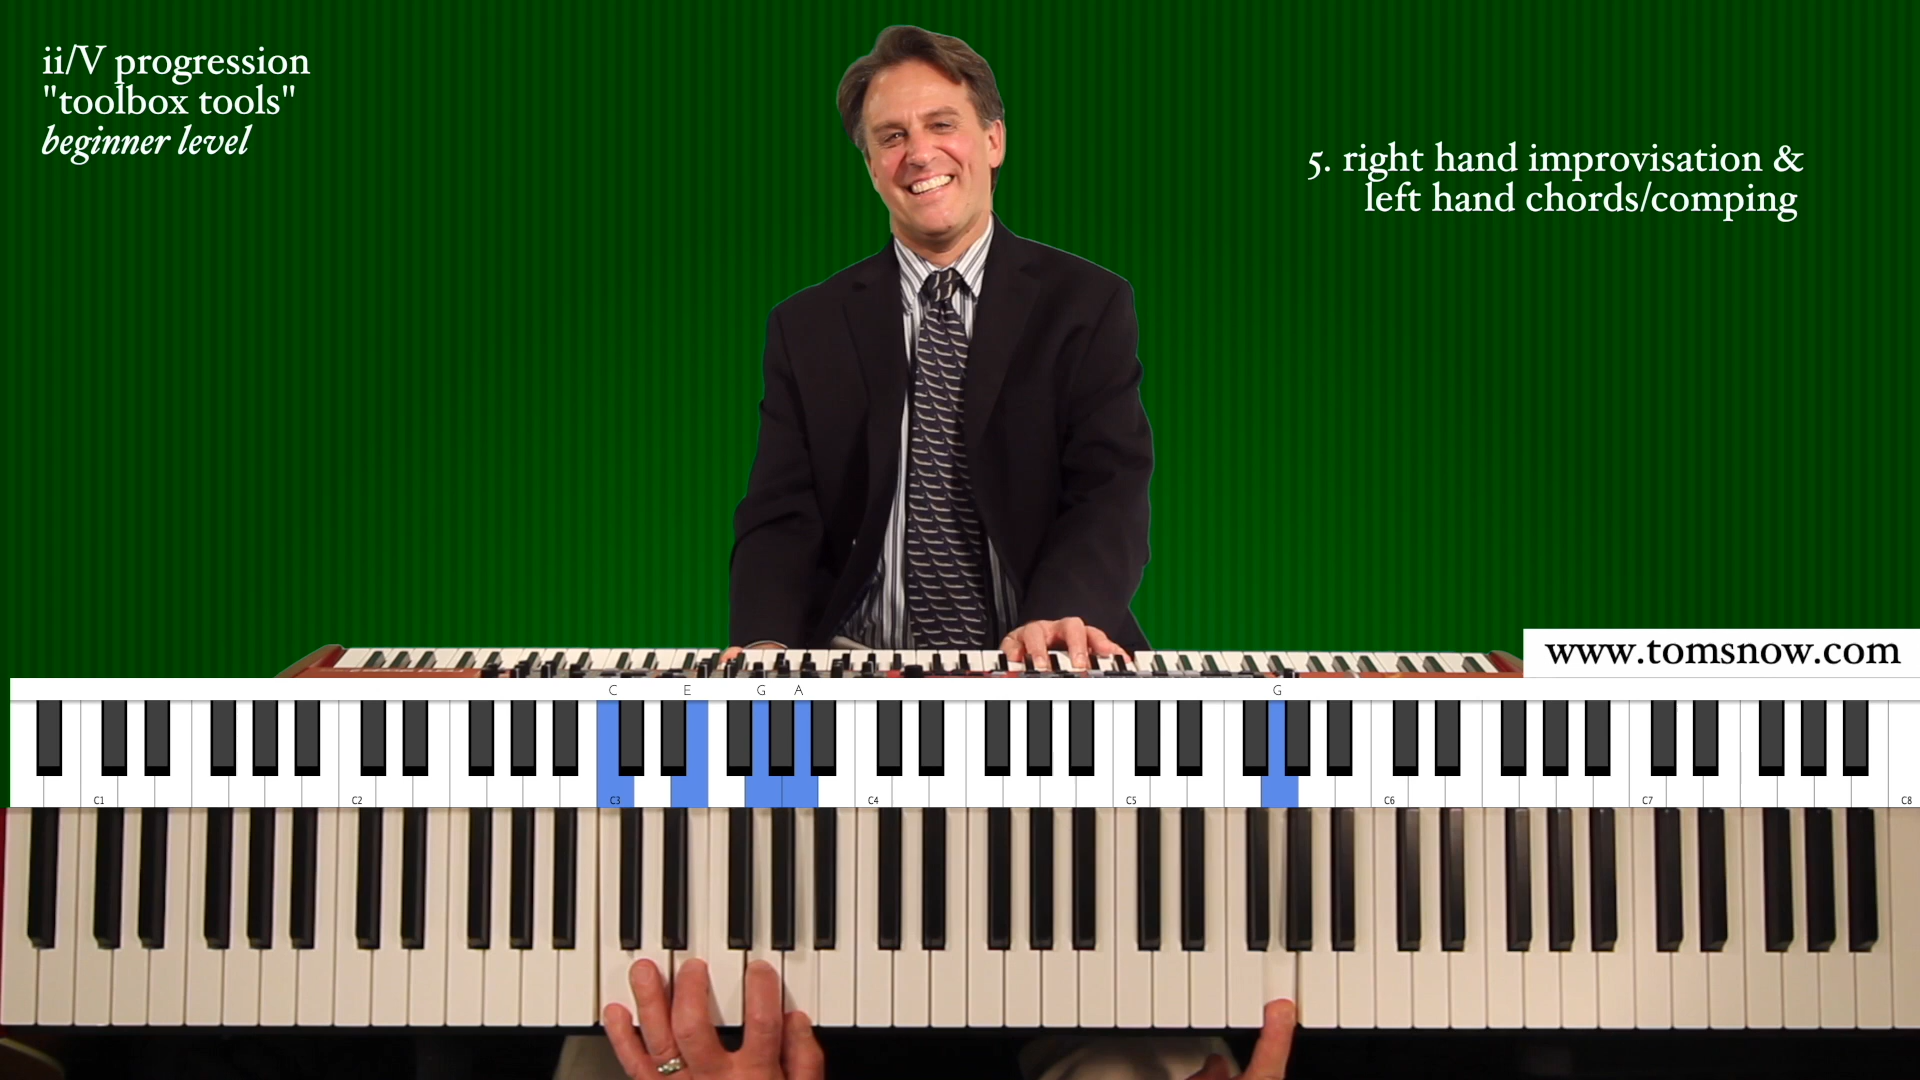 ii/V progression
"toolbox tools"
beginner level
5. right hand improvisation &
left hand chords/comping
www.tomsnow.com
C E G A G
C1 C2 C3 C4 C5 C6 C7 C8